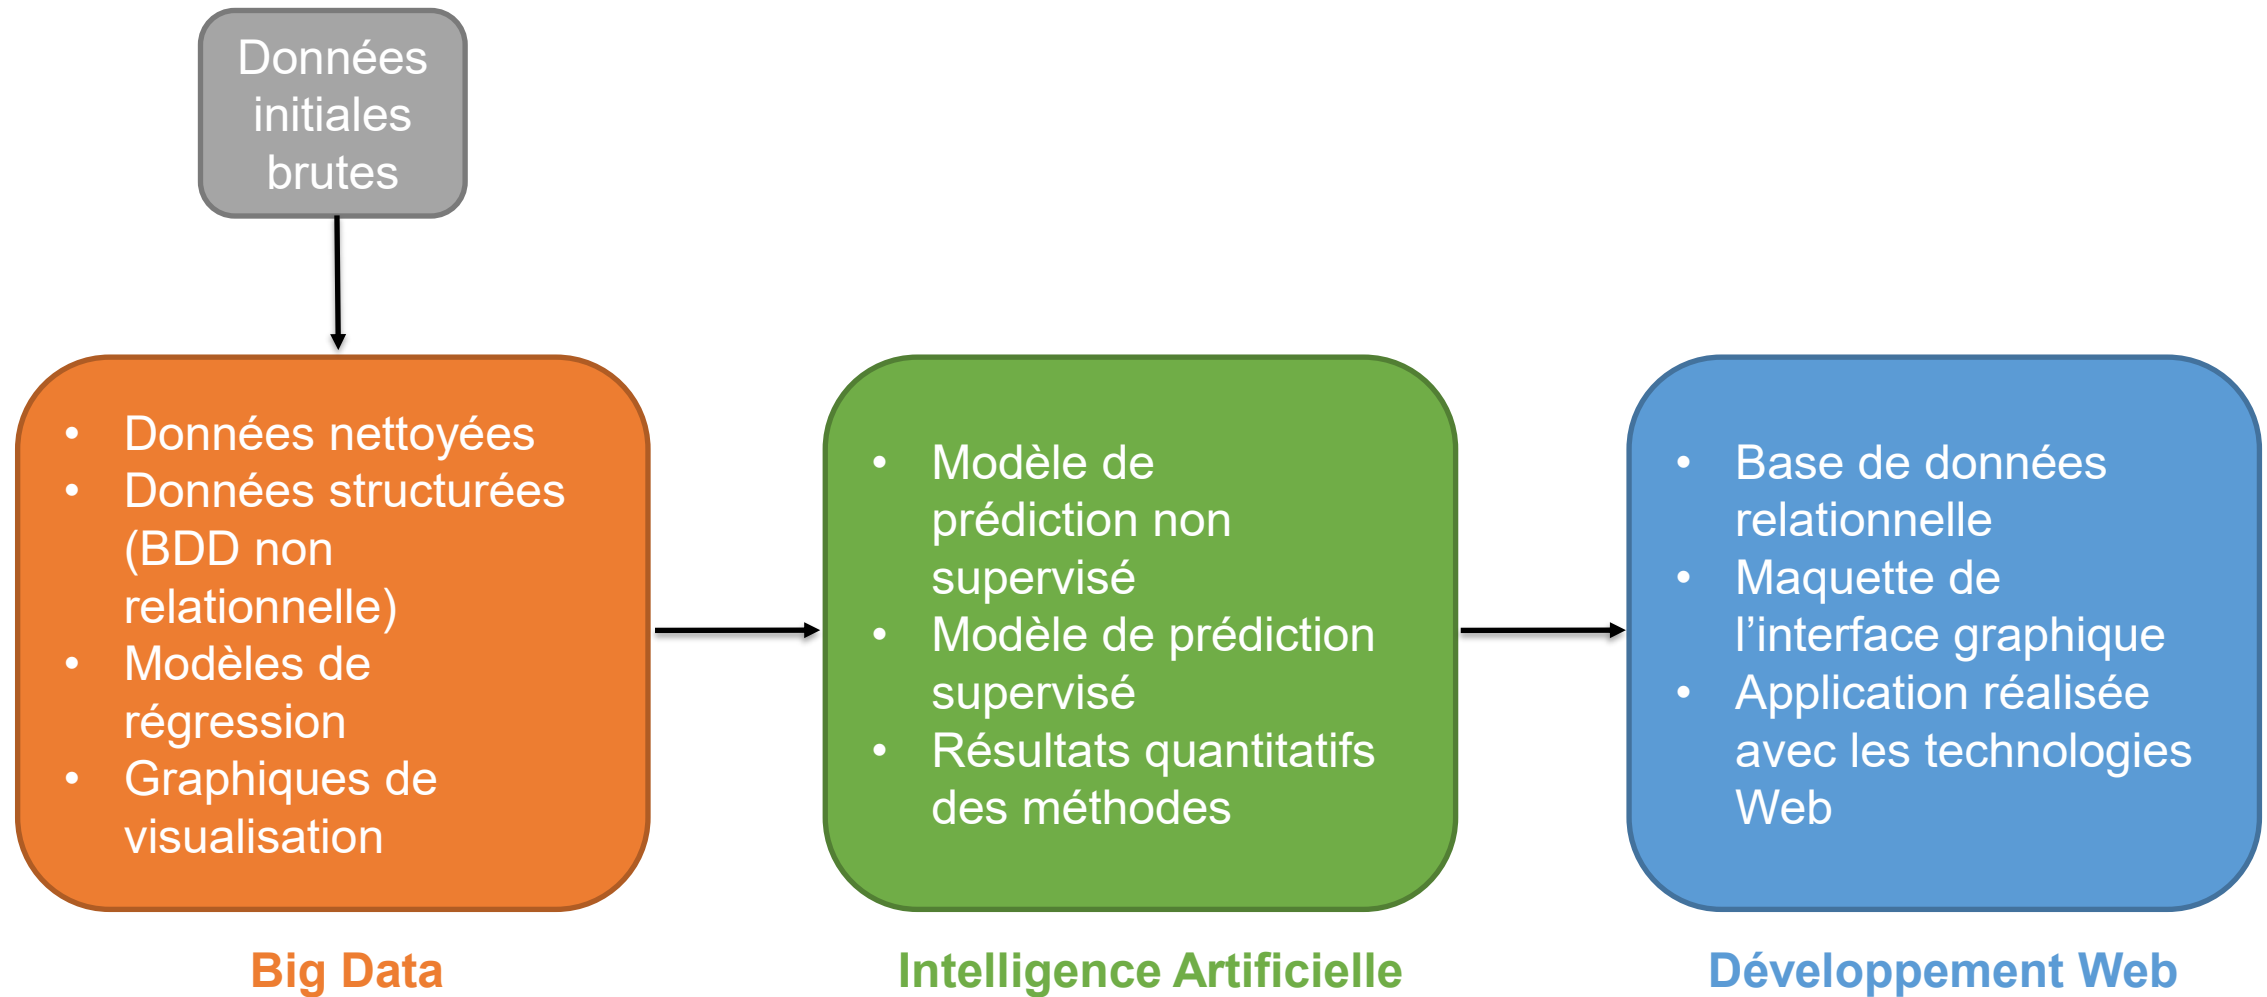 Données
initiales
brutes
• Données nettoyées
• Données structurées
(BDD non
relationnelle)
• Modèles de
régression
• Graphiques de
visualisation
Big Data
• Modèle de
prédiction non
supervisé
• Modèle de prédiction
supervisé
• Résultats quantitatifs
des méthodes
Intelligence Artificielle
• Base de données
relationnelle
• Maquette de
l’interface graphique
• Application réalisée
avec les technologies
Web
Développement Web